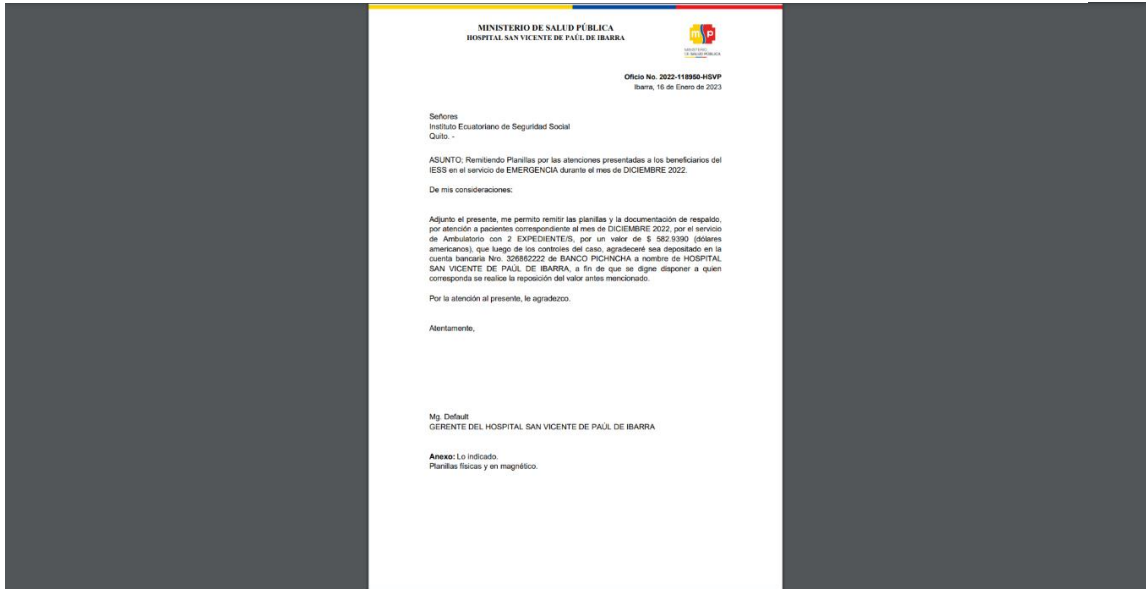 MINISTERIO DE SALUD PÚBLICA
HOSPITAL SAN VICENTE DE PAÚL DE IBARRA
msp
MINISTERIO
DE SALUD PÚBLICA
Oficio No. 2022-118950-HSVP
Ibarra, 16 de Enero de 2023
Señores
Instituto Ecuatoriano de Seguridad Social
Quito. -
ASUNTO: Remitiendo Planillas por las atenciones presentadas a los beneficiarios del
IESS en el servicio de EMERGENCIA durante el mes de DICIEMBRE 2022.
De mis consideraciones:
Adjunto el presente, me permito remitir las planillas y la documentación de respaldo,
por atención a pacientes correspondiente al mes de DICIEMBRE 2022, por el servicio
de Ambulatorio con 2 EXPEDIENTE/S, por un valor de $ 582.9390 (dólares
americanos), que luego de los controles del caso, agradeceré sea depositado en la
cuenta bancaria Nro. 326862222 de BANCO PICHNCHA a nombre de HOSPITAL
SAN VICENTE DE PAÚL DE IBARRA, a fin de que se digne disponer a quien
corresponda se realice la reposición del valor antes mencionado.
Por la atención al presente, le agradezco.
Atentamente,
Mg. Default
GERENTE DEL HOSPITAL SAN VICENTE DE PAÚL DE IBARRA
Anexo: Lo indicado.
Planillas físicas y en magnético.